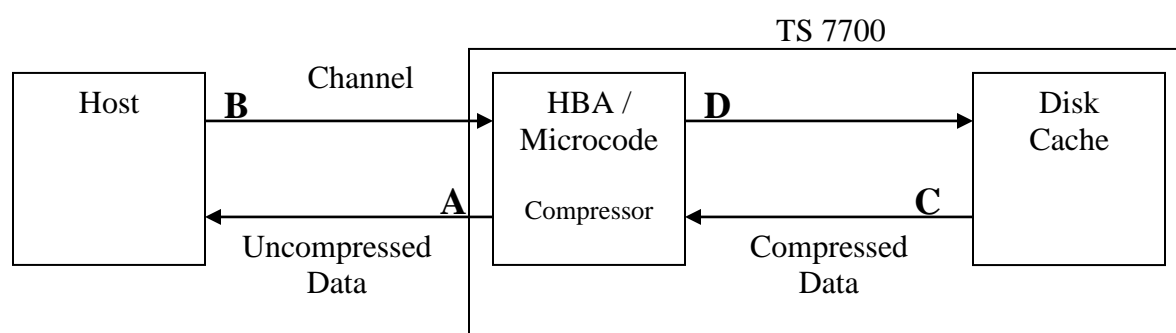 TS 7700
Channel
Host
B
HBA /
Microcode
D
Disk
Cache
A
Compressor
C
Uncompressed
Data
Compressed
Data